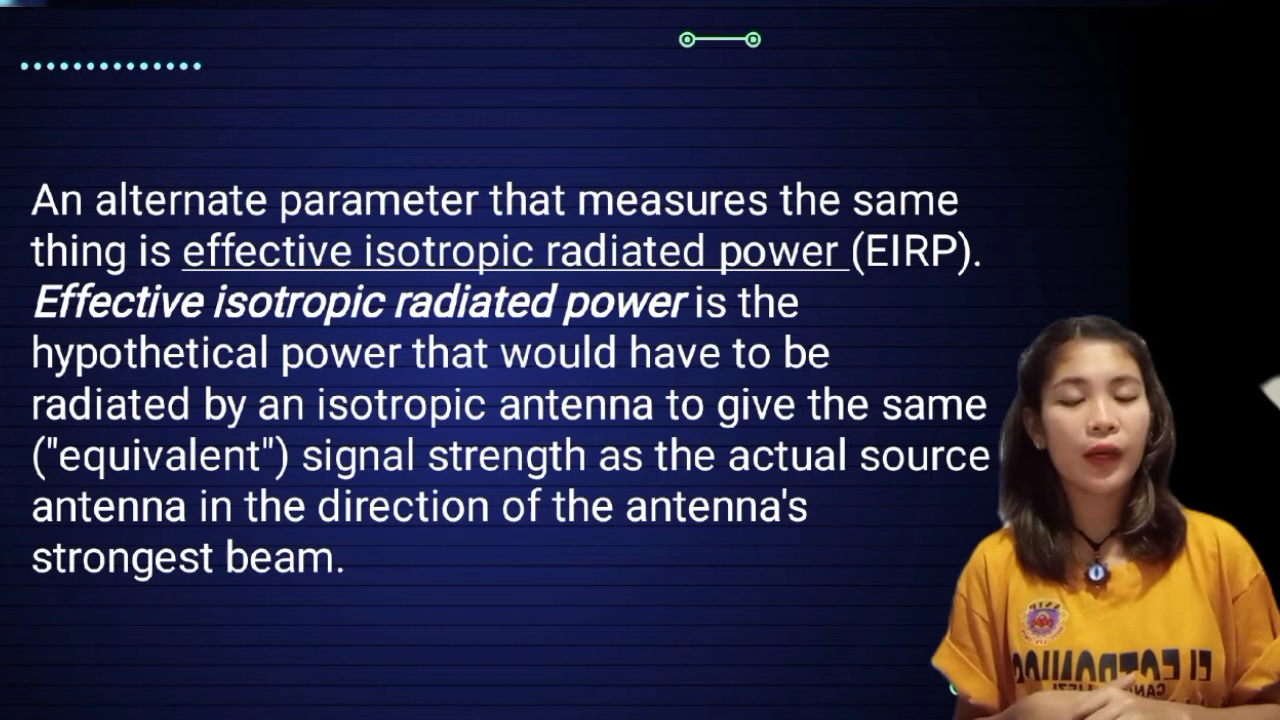 An alternate parameter that measures the same
thing is effective isotropic radiated power (EIRP).
Effective isotropic radiated power is the
hypothetical power that would have to be
radiated by an isotropic antenna to give the same
("equivalent") signal strength as the actual source
antenna in the direction of the antenna's
strongest beam.